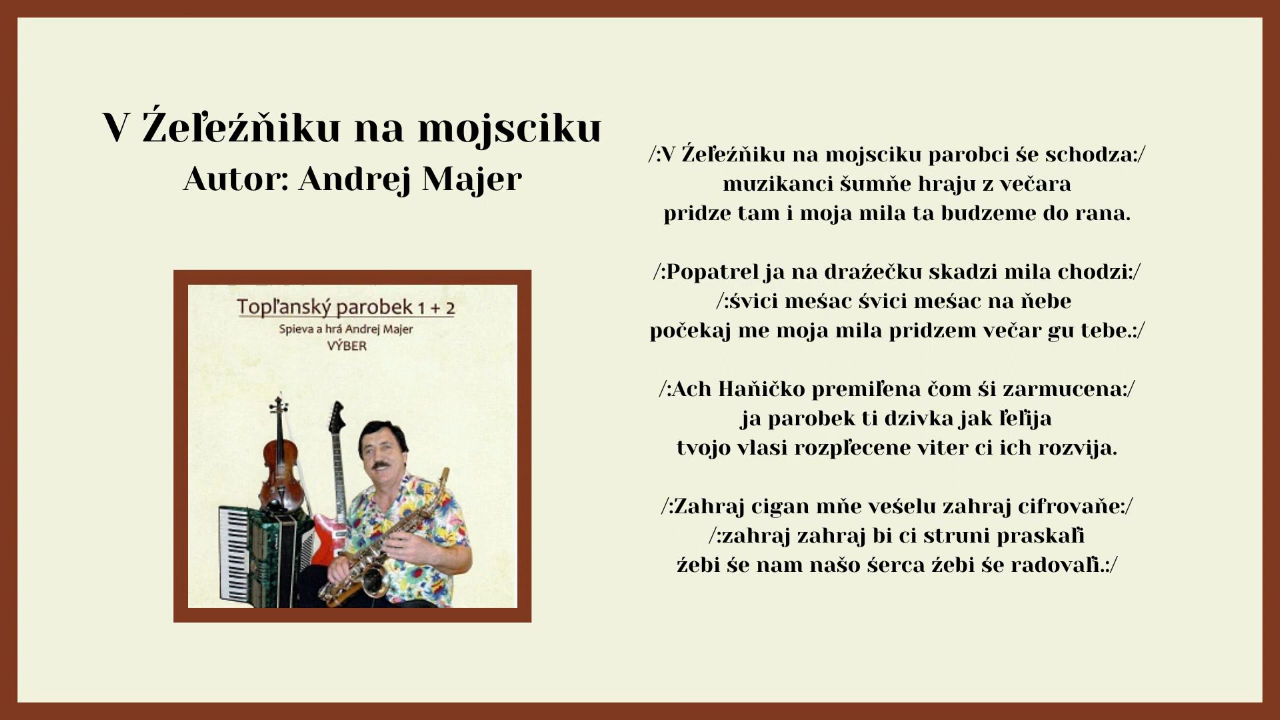 V Źeľeźňiku na mojsciku
Autor: Andrej Majer
Topľanský parobek 1 + 2
Spieva a hrá Andrej Majer
VÝBER
/:V Źeľeźňiku na mojsciku parobci śe schodza:/
muzikanci šumňe hraju z večara
pridze tam i moja mila ta budzeme do rana.
/:Popatrel ja na draźečku skadzi mila chodzi:/
/:śvici meśac śvici meśac na ňebe
počekaj me moja mila pridzem večar gu tebe.:/
/:Ach Haňičko premiľena čom śi zarmucena:/
ja parobek ti dzivka jak ľeľija
tvojo vlasi rozpľecene viter ci ich rozvija.
/:Zahraj cigan mňe veśelu zahraj cifrovaňe:/
/:zahraj zahraj bi ci struni praskaľi
źebi śe nam našo śerca źebi śe radovaľi.:/